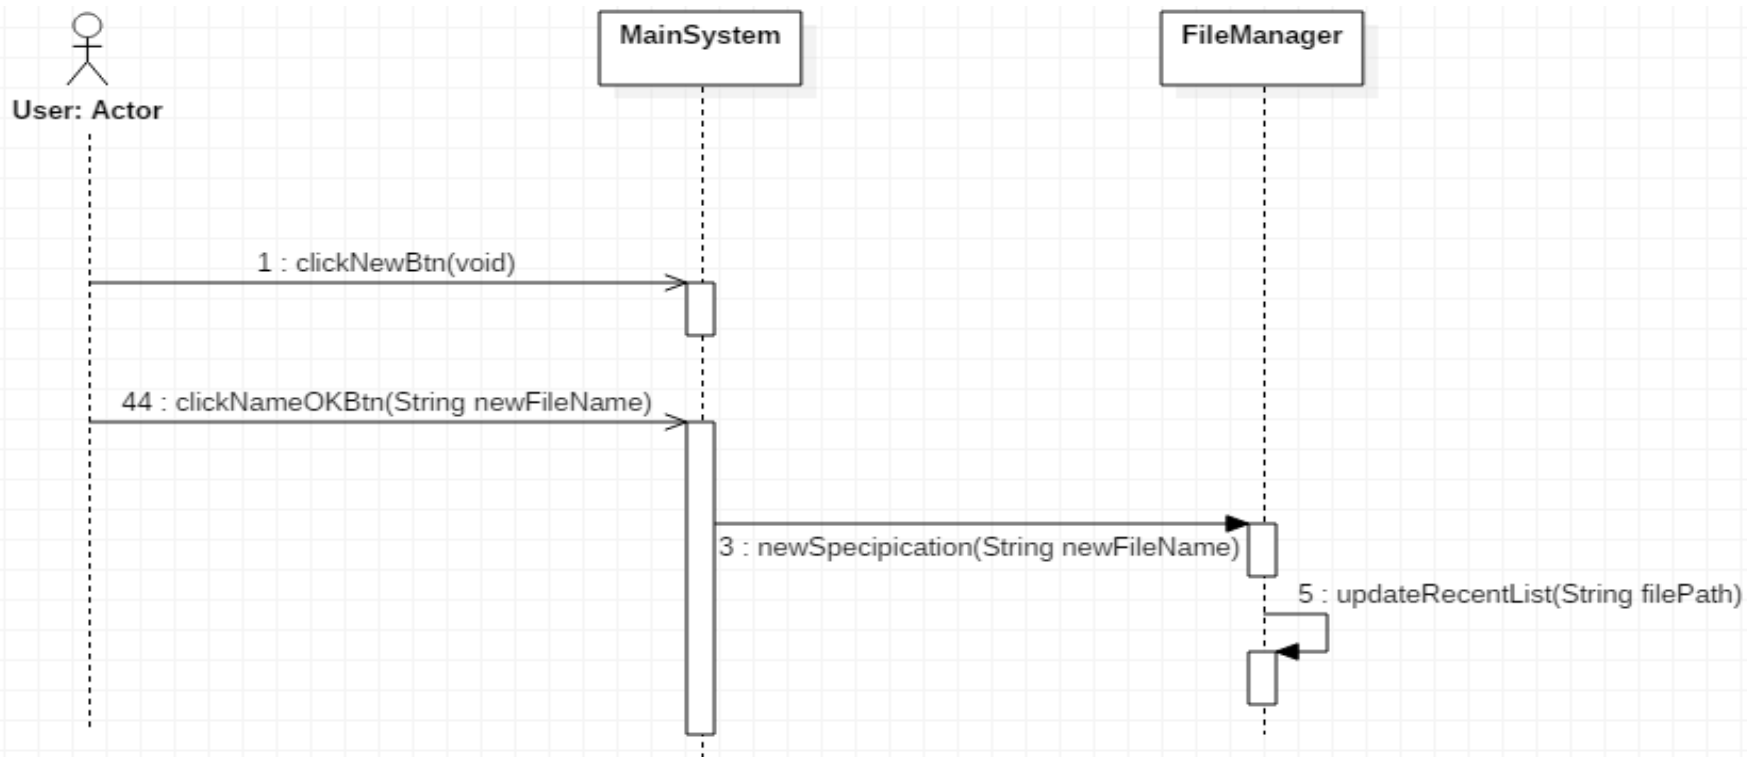 MainSystem
FileManager
User: Actor
1 : clickNewBtn(void)
44 : clickNameOKBtn(String newFileName)
3 : newSpecipication(String newFileName)
5 : updateRecentList(String filePath)